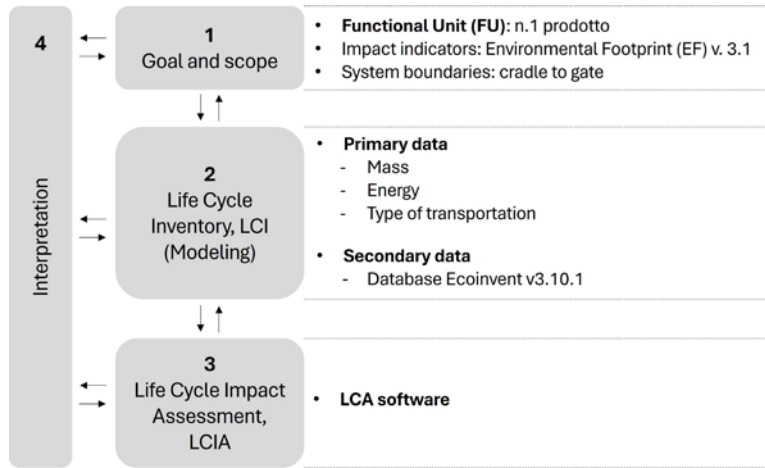 4
Interpretation
1
Goal and scope
• Functional Unit (FU): n.1 prodotto
• Impact indicators: Environmental Footprint (EF) v. 3.1
• System boundaries: cradle to gate
2
Life Cycle
Inventory, LCI
(Modeling)
• Primary data
- Mass
- Energy
- Type of transportation
• Secondary data
- Database Ecoinvent v3.10.1
3
Life Cycle Impact
Assessment,
LCIA
• LCA software